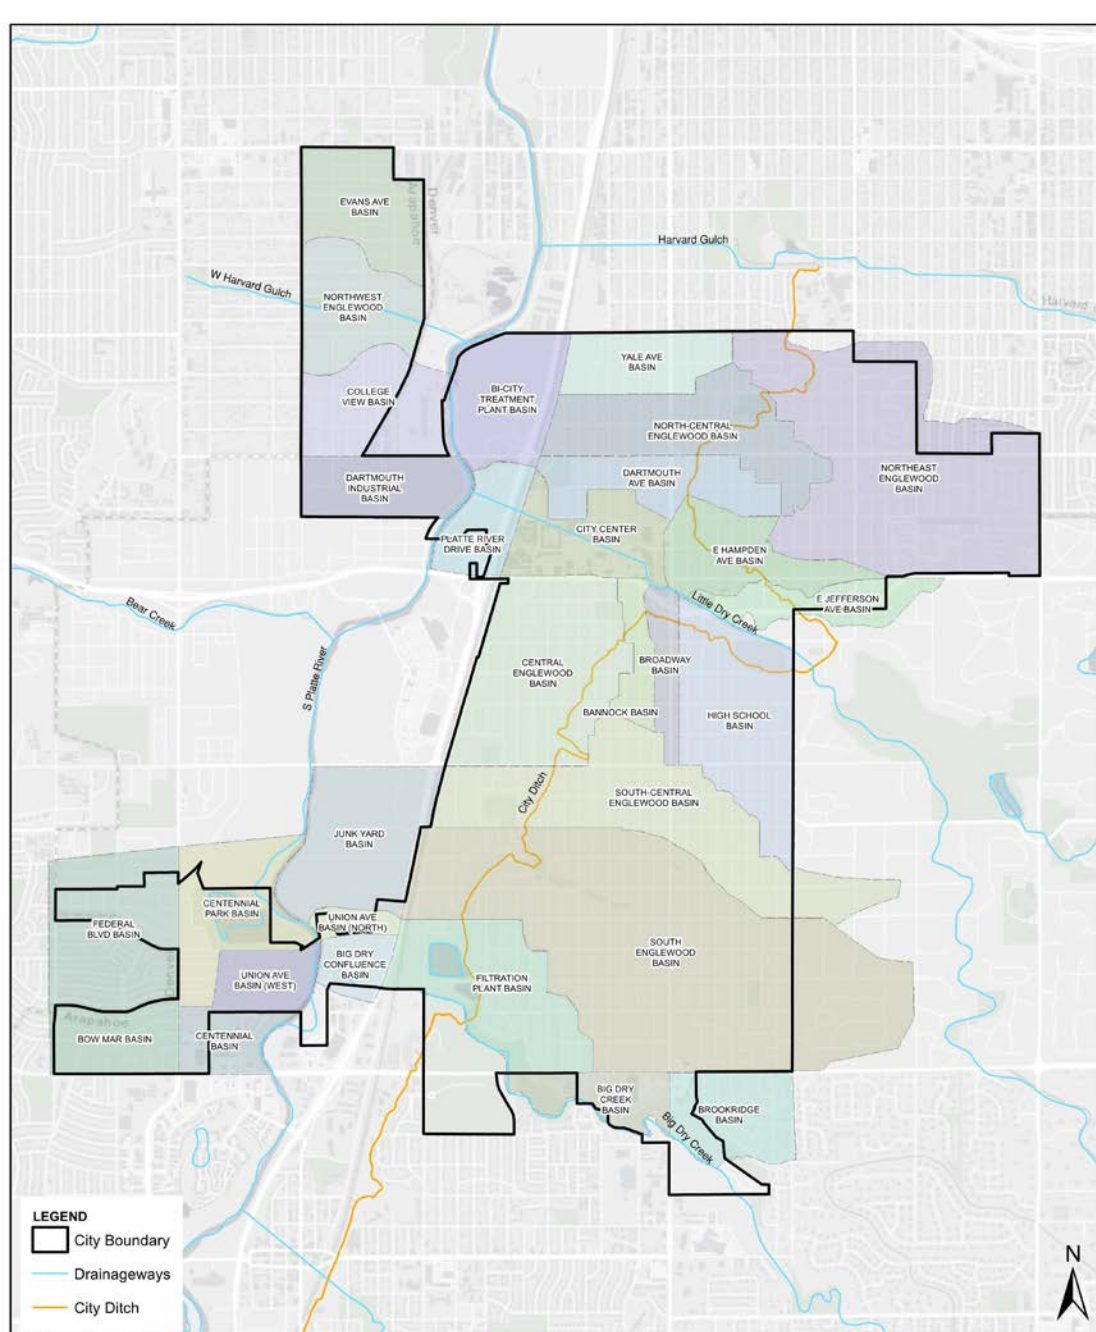 EVANS AVE
BASIN
Denver
Arapahoe
Harvard Gulch
W Harvard Gulch
Harvard
NORTHWEST
ENGLEWOOD
BASIN
YALE AVE
BASIN
COLLEGE
VIEW BASIN
BI-CITY
TREATMENT
PLANT BASIN
NORTH-CENTRAL
ENGLEWOOD BASIN
DARTMOUTH
INDUSTRIAL
BASIN
DARTMOUTH
AVE BASIN
NORTHEAST
ENGLEWOOD
BASIN
PLATTE RIVER
DRIVE BASIN
CITY CENTER
BASIN
E HAMPDEN
AVE BASIN
Bear Creek
Little Dry Creek
E JEFFERSON
AVE BASIN
S Platte River
CENTRAL
ENGLEWOOD
BASIN
BROADWAY
BASIN
BANNOCK BASIN
HIGH SCHOOL
BASIN
City Ditch
SOUTH-CENTRAL
ENGLEWOOD BASIN
JUNK YARD
BASIN
CENTENNIAL
PARK BASIN
FEDERAL
BLVD BASIN
UNION AVE
BASIN (NORTH)
BIG DRY
CONFLUENCE
BASIN
UNION AVE
BASIN (WEST)
SOUTH
ENGLEWOOD
BASIN
FILTRATION
PLANT BASIN
Denver
Arapahoe
BOW MAR BASIN
CENTENNIAL
BASIN
BIG DRY
CREEK
BASIN
BROOKRIDGE
BASIN
Big Dry Creek
LEGEND
City Boundary
Drainageways
City Ditch
N